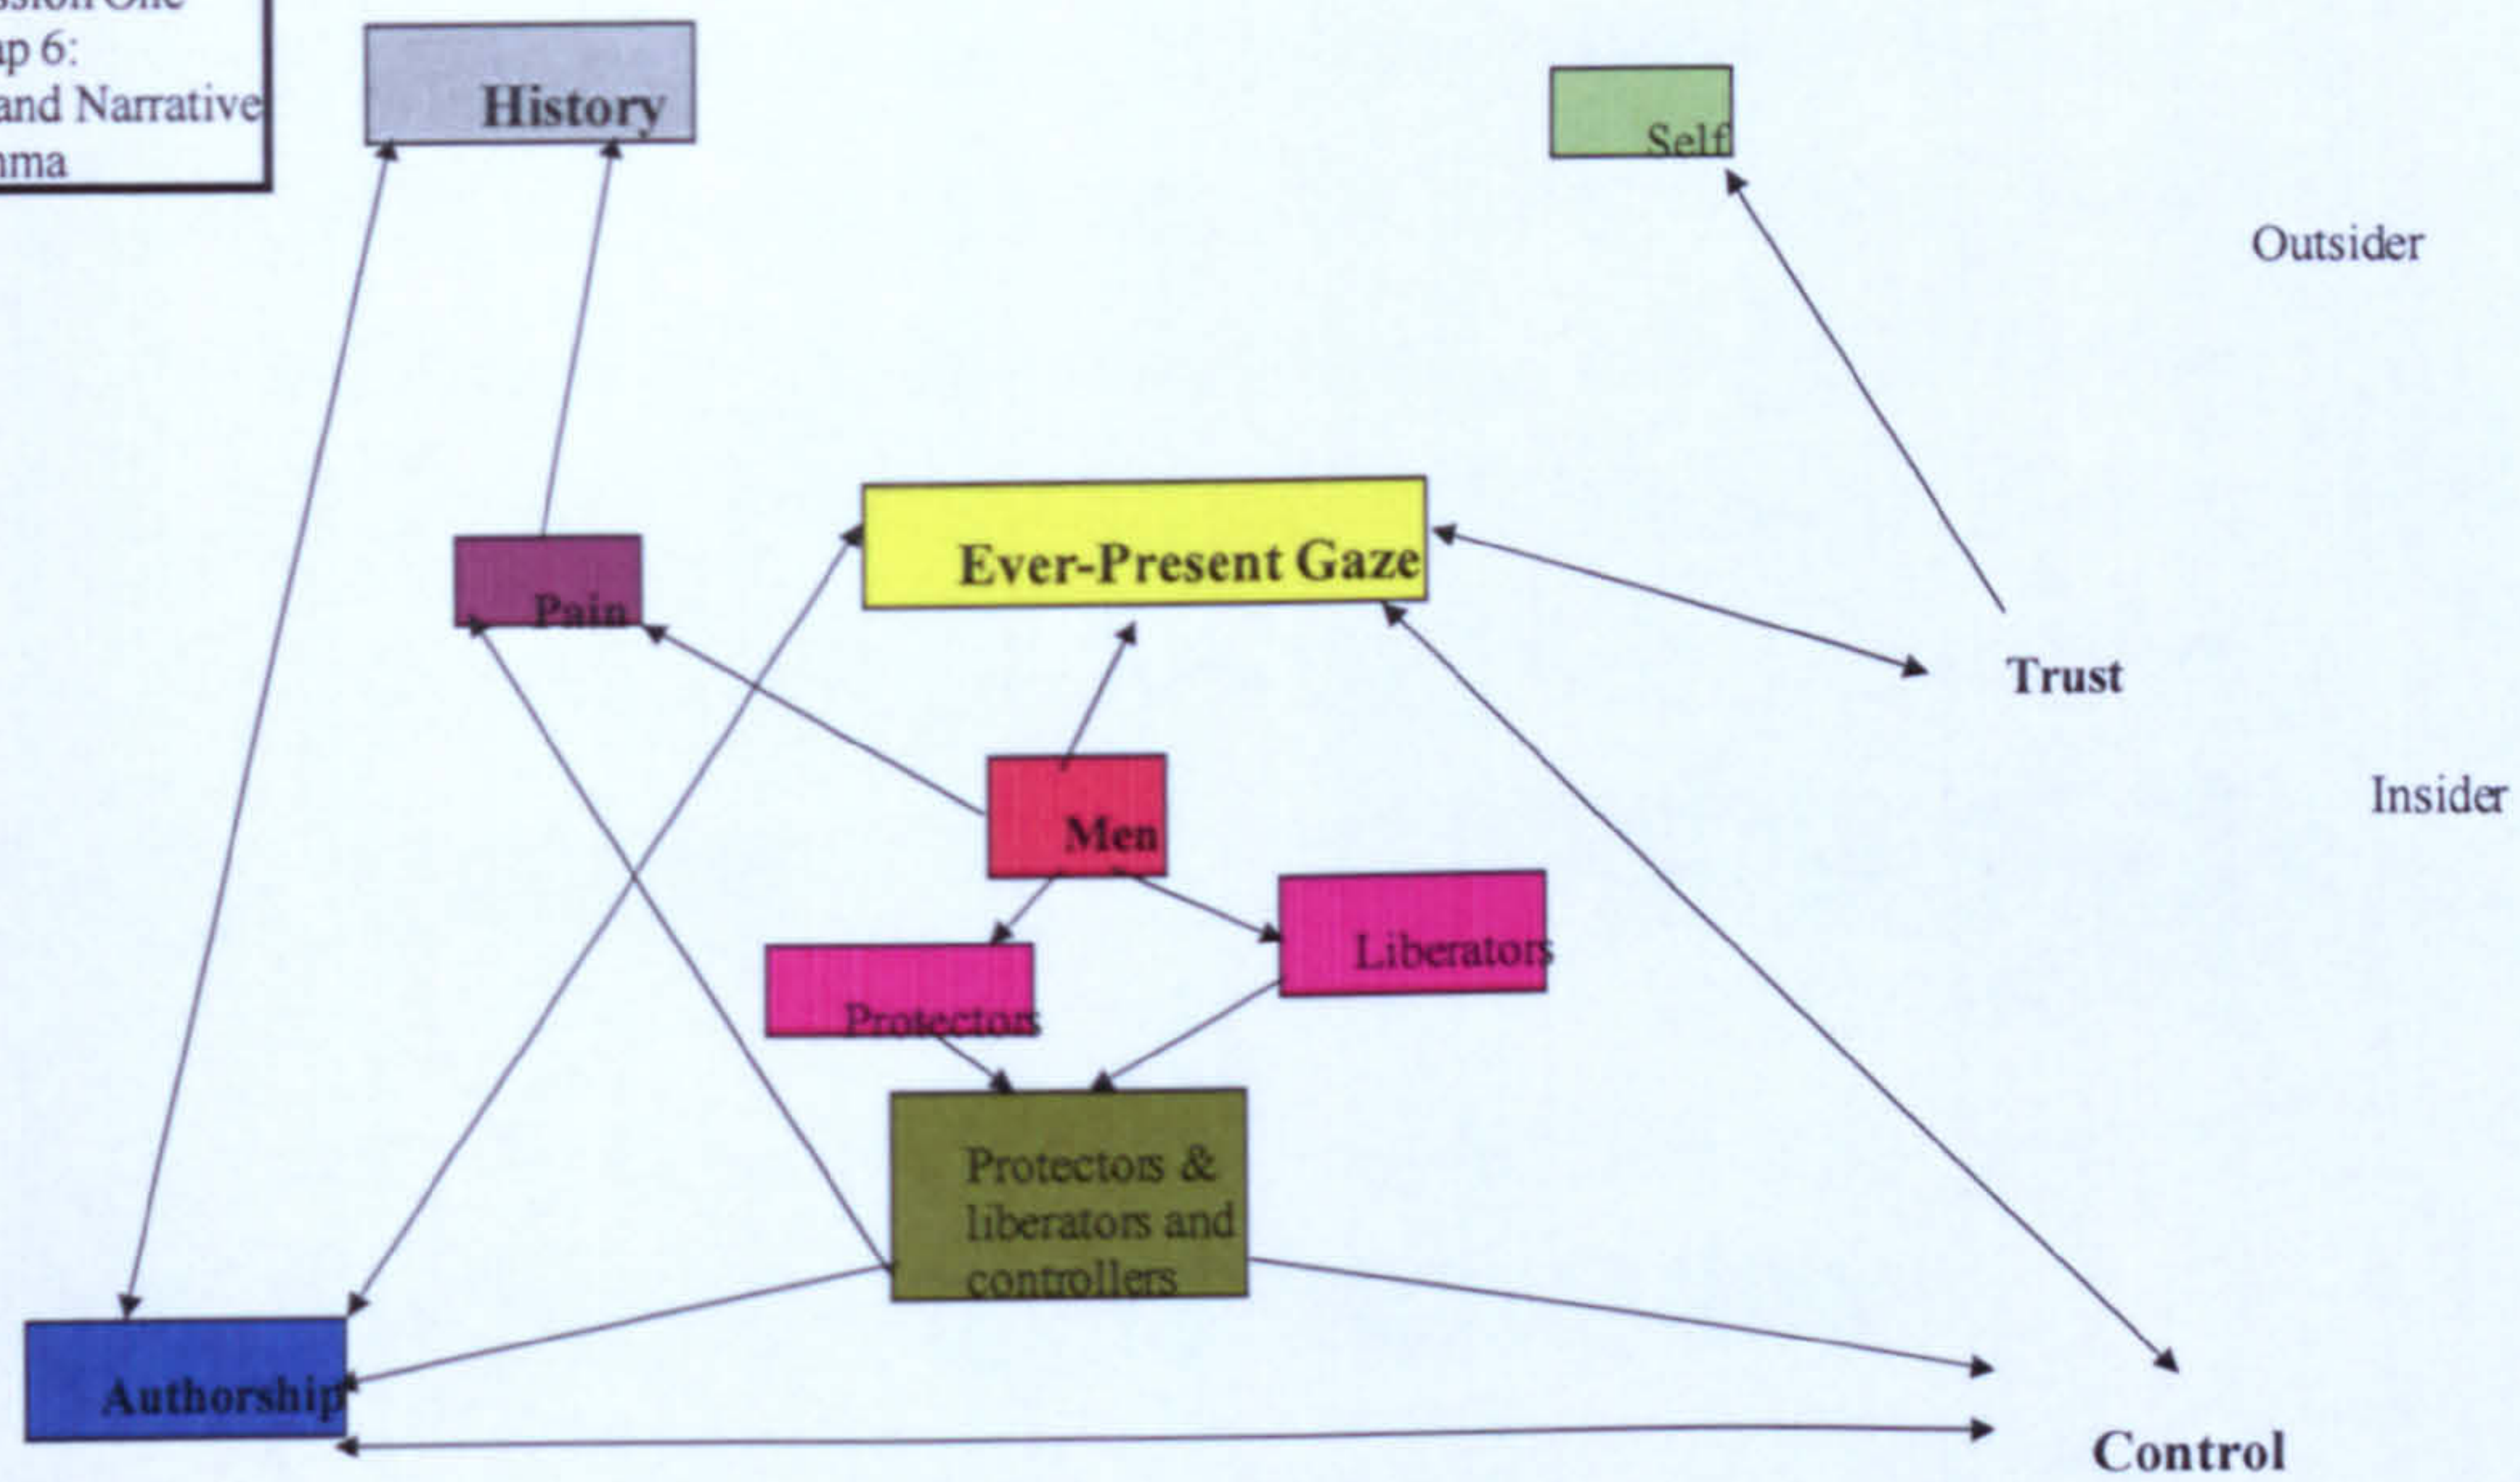 6:
and Narrative
History
Self
Outsider
Ever-Present Gaze
Pain
Trust
Insider
Men
Liberators
Protectors
Protectors &
liberators and
controllers
Authorship
Control